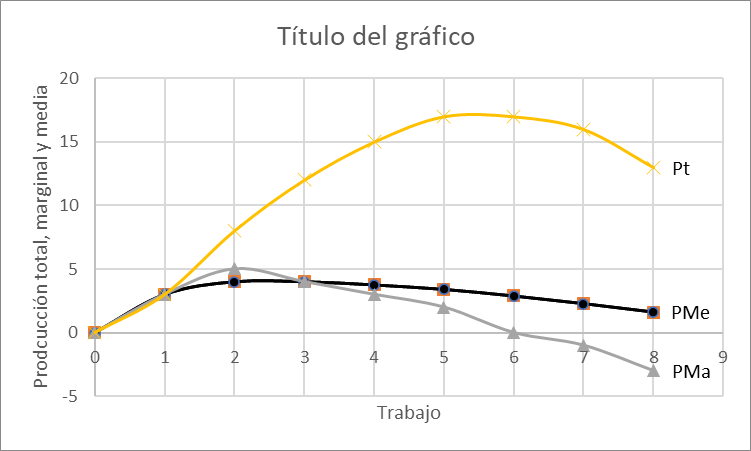 Título del gráfico
Prodcucción total, marginal y media
20
15
10
5
0
-5
0 1 2 3 4 5 6 7 8 9
Pt
PMe
PMa
Trabajo